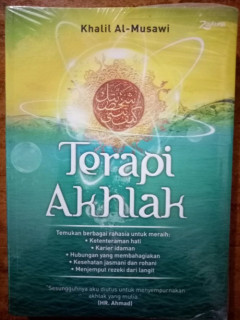 Khalil Al-Musawi
Zahra
Terapi
Akhlak
Temukan berbagai rahasia untuk meraih:
• Ketenteraman hati
• Karier idaman
• Hubungan yang membahagiakan
• Kesehatan jasmani dan rohani
• Menjemput rezeki dari langit
"Sesungguhnya aku diutus untuk menyempurnakan
akhlak yang mulia."
(HR. Ahmad)